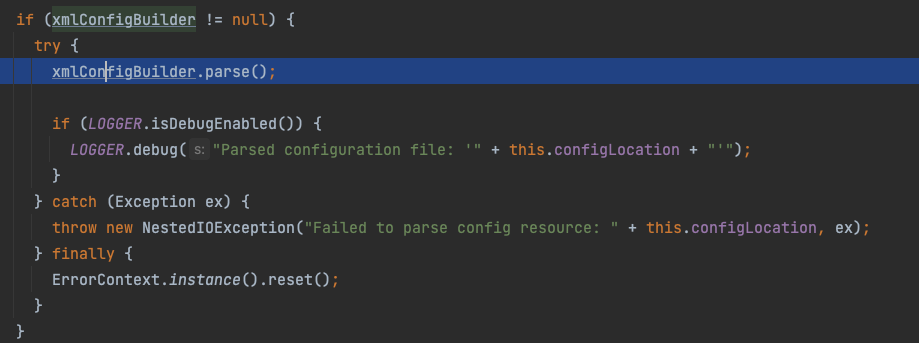 if (xmlConfigBuilder != null) {
try {
xmlConfigBuilder.parse();
if (LOGGER.isDebugEnabled()) {
LOGGER.debug( s: "Parsed configuration file: '" + this.configLocation + "'");
}
} catch (Exception ex) {
throw new NestedIOException("Failed to parse config resource: " + this.configLocation, ex);
} finally {
ErrorContext.instance().reset();
}
}